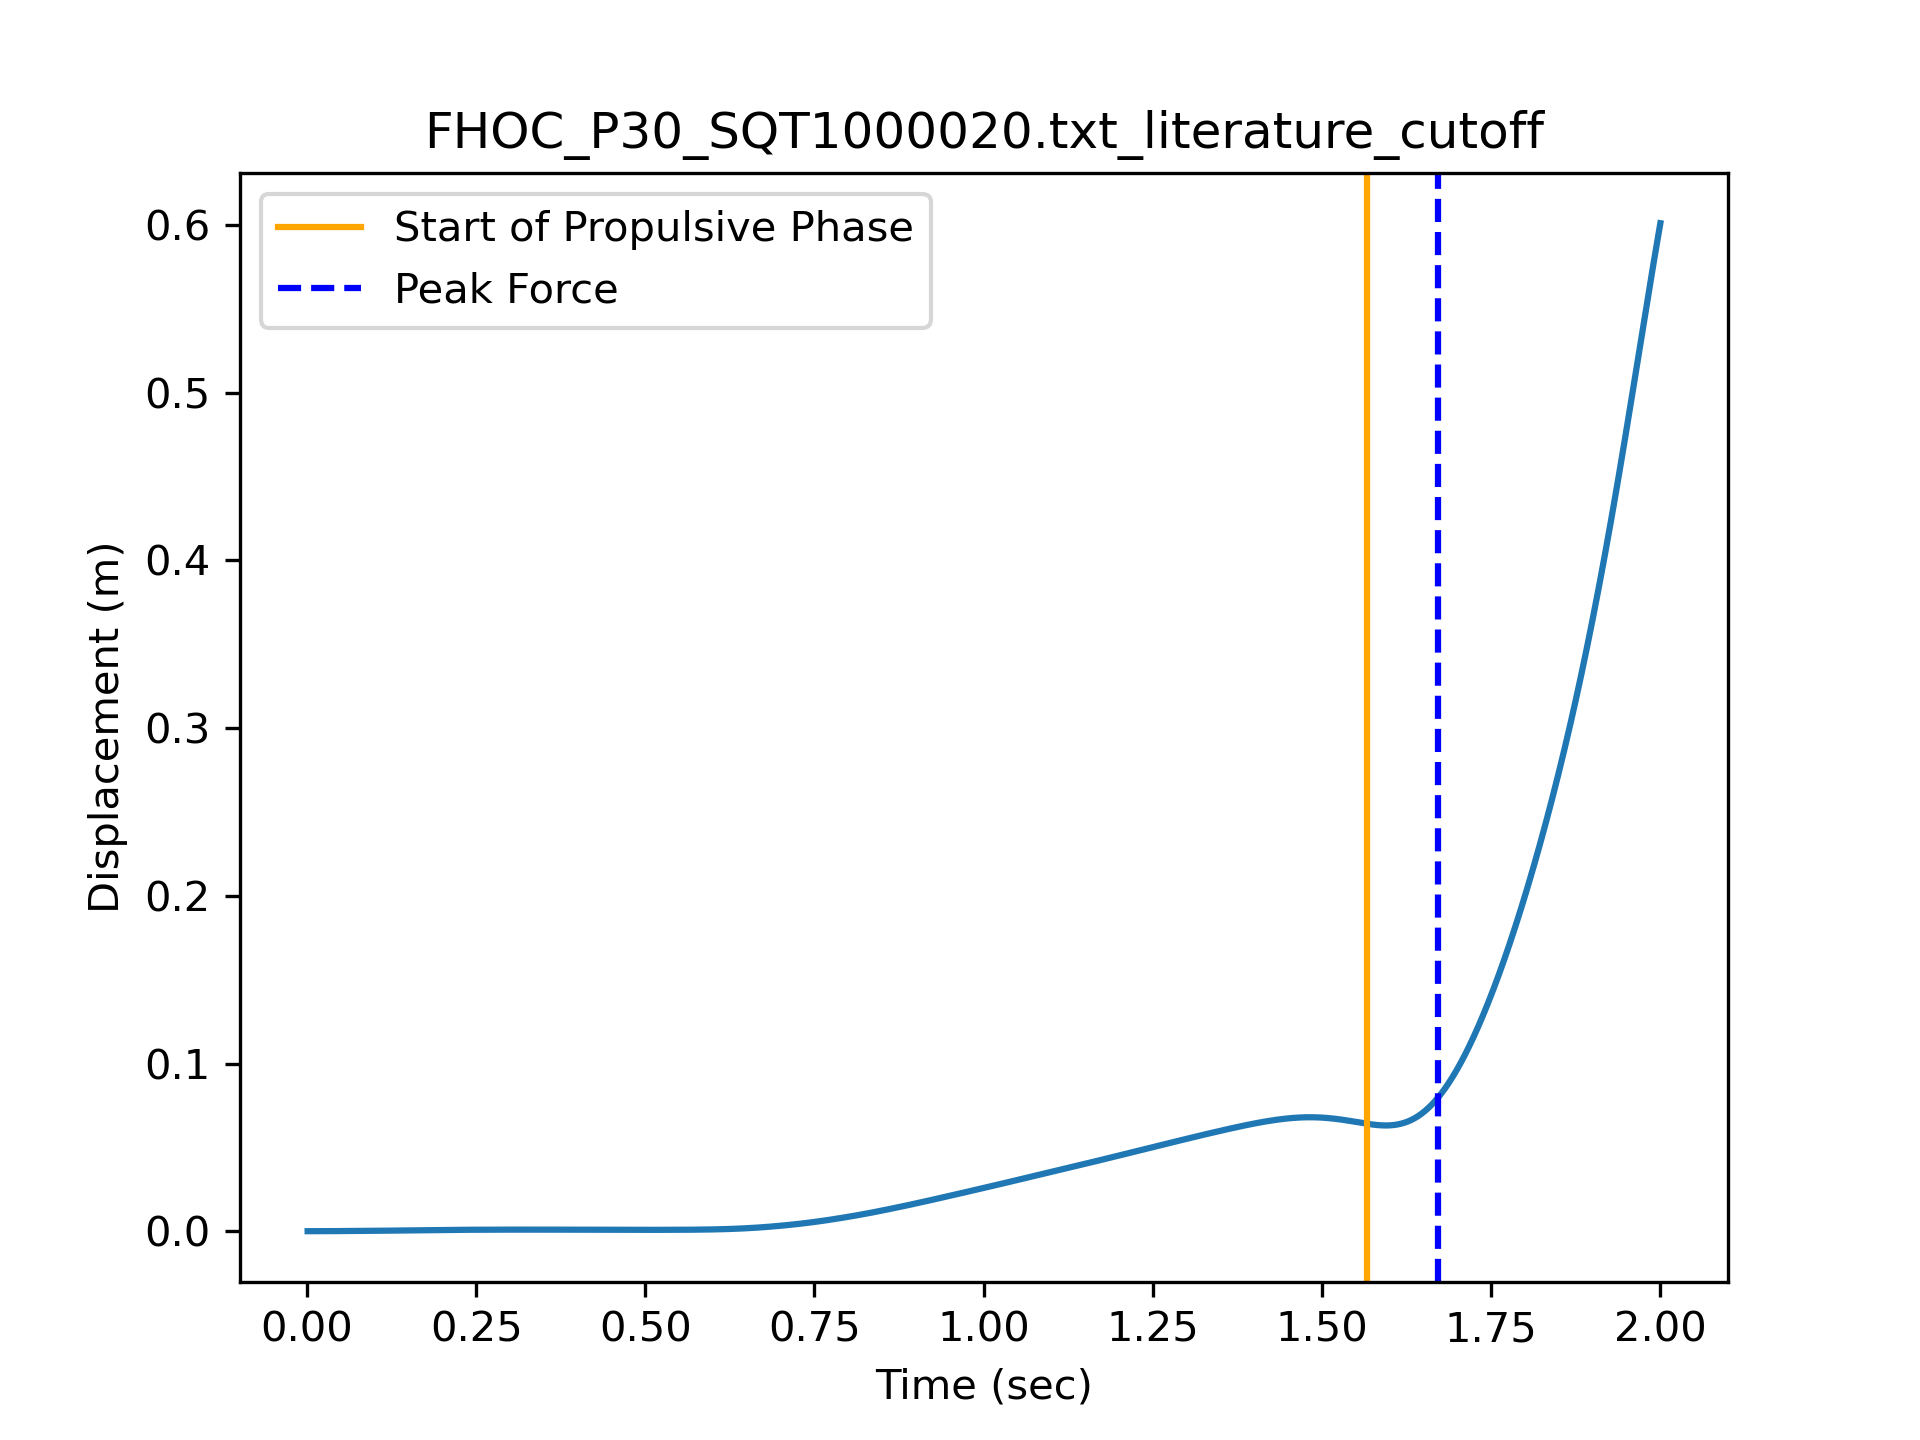 FHOC_P30_SQT1000020.txt_literature_cutoff
Start of Propulsive Phase
Peak Force
0.6
0.5
0.4
0.3
0.2
0.1
0.0
Displacement (m)
0.00 0.25 0.50 0.75 1.00 1.25 1.50 1.75 2.00
Time (sec)